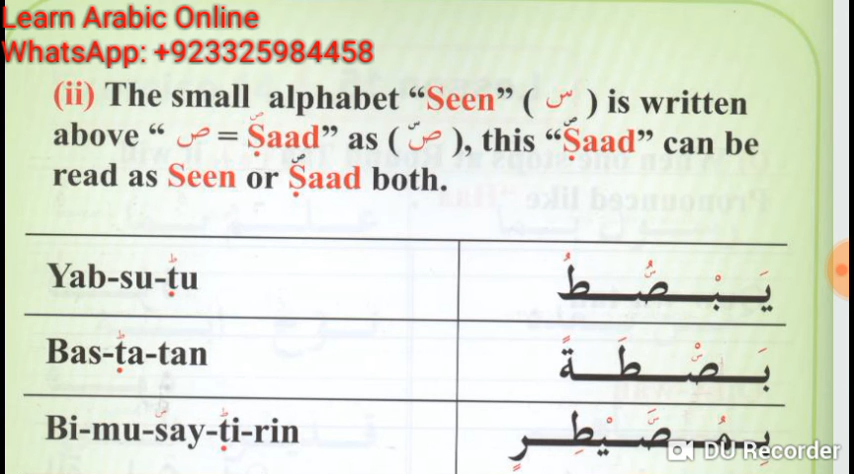 Learn Arabic Online
WhatsApp: +923325984458
(ii) The small alphabet “Seen” ( س ) is written
above “ ص = Ṣaad” as ( صۜ ), this “Ṣaad” can be
read as Seen or Ṣaad both.
Yab-su-ṭu يَبْصُۜطُ
Bas-ṭa-tan بَصْۜطَةً
Bi-mu-say-ṭi-rin بِمُصَۜيْطِرٍ
DU Recorder